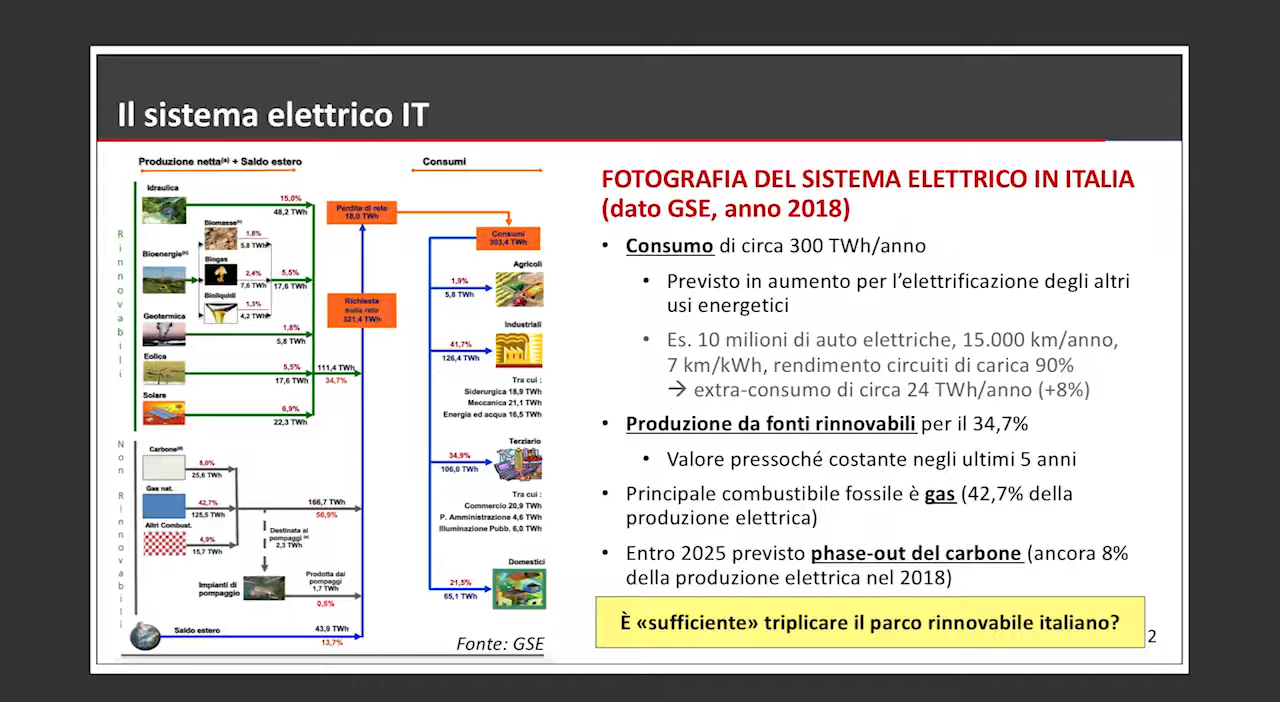 Il sistema elettrico IT
Produzione netta(a) + Saldo estero
Consumi
Rinnovabili
Idraulica
15,0%
48,2 TWh
Bioenergie(c)
Biomasse(b)
1,8%
5,8 TWh
Biogas
2,4%
7,6 TWh
Bioliquidi
1,3%
4,2 TWh
5,5%
17,6 TWh
Geotermica
1,8%
5,8 TWh
Eolica
5,5%
17,6 TWh
111,4 TWh
34,7%
Solare
6,9%
22,3 TWh
Non Rinnovabili
Carbone(d)
8,0%
25,6 TWh
Gas nat.
42,7%
125,5 TWh
Altri Combust.
4,9%
15,7 TWh
166,7 TWh
56,9%
Destinata ai
pompaggi (e)
2,3 TWh
Impianti di
pompaggio
Prodotta dai
pompaggi
1,7 TWh
0,5%
Saldo estero
43,9 TWh
13,7%
Perdite di rete
18,0 TWh
Richiesta
sulla rete
321,4 TWh
Consumi
303,4 TWh
Agricoli
1,9%
5,8 TWh
Industriali
41,7%
126,4 TWh
Tra cui :
Siderurgica 18,9 TWh
Meccanica 21,1 TWh
Energia ed acqua 16,5 TWh
Terziario
34,9%
106,0 TWh
Tra cui :
Commercio 20,9 TWh
P. Amministrazione 4,6 TWh
Illuminazione Pubb. 6,0 TWh
Domestici
21,5%
65,1 TWh
Fonte: GSE
FOTOGRAFIA DEL SISTEMA ELETTRICO IN ITALIA
(dato GSE, anno 2018)
• Consumo di circa 300 TWh/anno
• Previsto in aumento per l’elettrificazione degli altri
usi energetici
• Es. 10 milioni di auto elettriche, 15.000 km/anno,
7 km/kWh, rendimento circuiti di carica 90%
→ extra-consumo di circa 24 TWh/anno (+8%)
• Produzione da fonti rinnovabili per il 34,7%
• Valore pressoché costante negli ultimi 5 anni
• Principale combustibile fossile è gas (42,7% della
produzione elettrica)
• Entro 2025 previsto phase-out del carbone (ancora 8%
della produzione elettrica nel 2018)
È «sufficiente» triplicare il parco rinnovabile italiano?
2